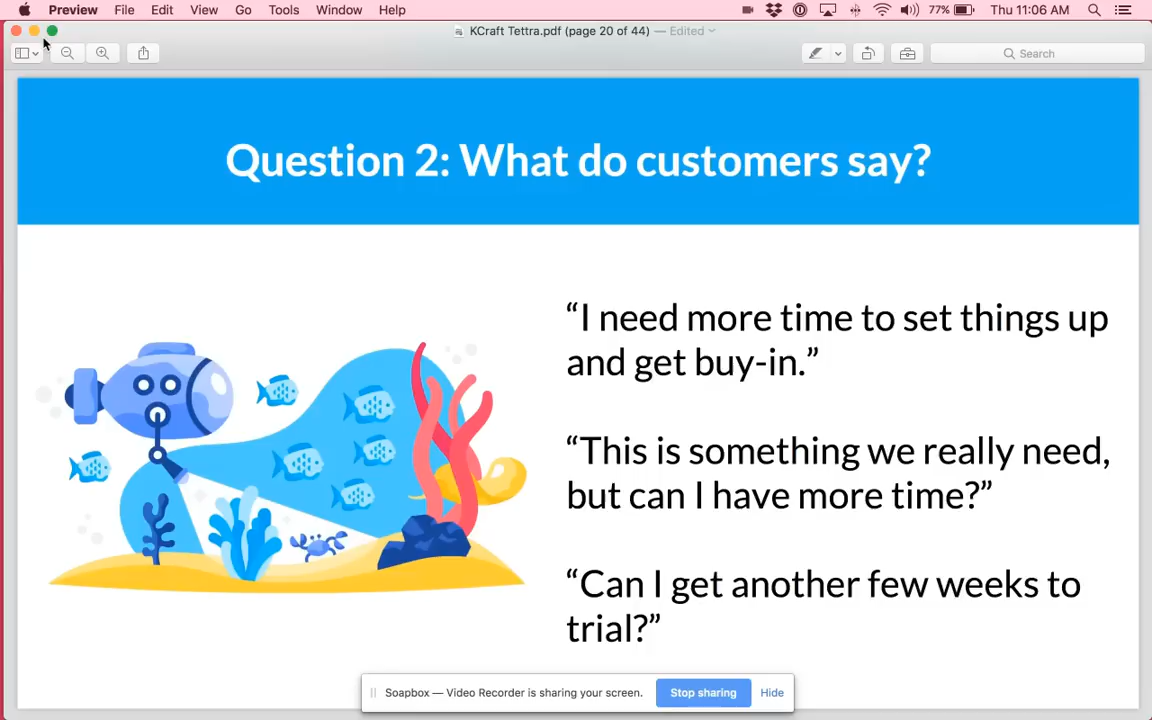 Preview File Edit View Go Tools Window Help 77% Thu 11:06 AM
KCraft Tettra.pdf (page 20 of 44) — Edited
Search
Question 2: What do customers say?
“I need more time to set things up
and get buy-in.”
“This is something we really need,
but can I have more time?”
“Can I get another few weeks to
trial?”
Soapbox — Video Recorder is sharing your screen. Stop sharing Hide